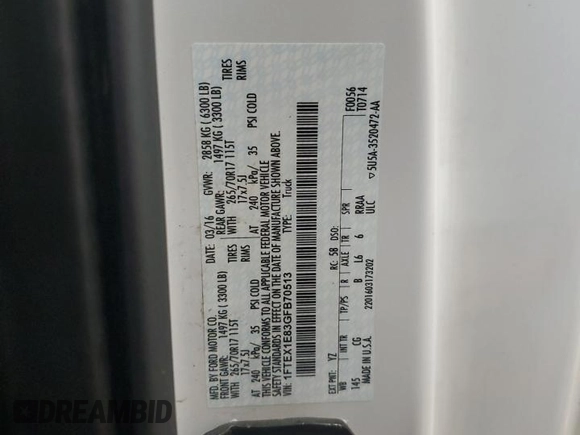 MFD. BY FORD MOTOR CO.
DATE: 03/16 GVWR: 2858 KG ( 6300 LB)
FRONT GAWR: 1497 KG ( 3300 LB) REAR GAWR: 1497 KG ( 3300 LB)
WITH 265/70R17 115T TIRES WITH 265/70R17 115T TIRES
17x7.5J RIMS 17x7.5J RIMS
AT 240 kPa/ 35 PSI COLD AT 240 kPa/ 35 PSI COLD
THIS VEHICLE CONFORMS TO ALL APPLICABLE FEDERAL MOTOR VEHICLE
SAFETY STANDARDS IN EFFECT ON THE DATE OF MANUFACTURE SHOWN ABOVE.
1FTEX1E83GFB70513 TYPE: Truck
F0056
T0714
EXT PNT: YZ RC: 58 DSO:
WB INT TR TP/PS R AXLE TR SPR
145 CG B L6 6 RRAA
ULC
MADE IN U.S.A. 2201603173202 ▽5U5A-3520472-AA
DREAMBID